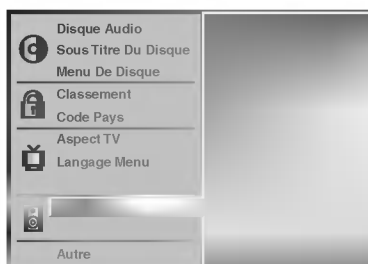 Disque Audio
Sous Titre Du Disque
Menu De Disque
Classement
Code Pays
Aspect TV
Langage Menu
Autre